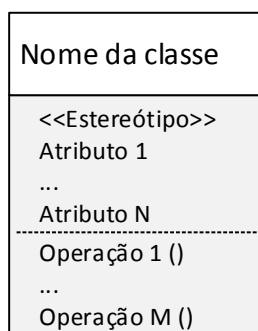 Nome da classe
<<Estereótipo>>
Atributo 1
...
Atributo N
Operação 1 ()
...
Operação M ()